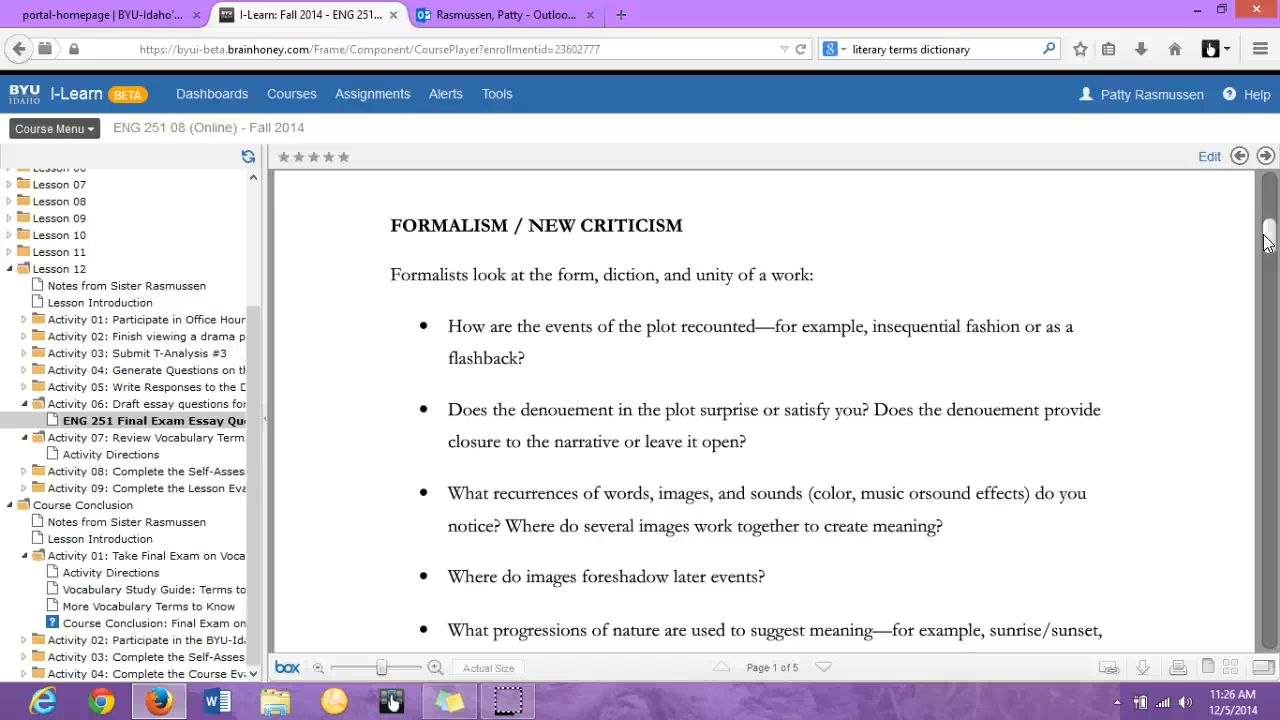 portal-homepage | BYU-Idaho'...
I-Learn: Fall 2014 - ENG 251...
Rasmussen, Patty - Outloo...
https://byui-beta.brainhoney.com/Frame/Component/CoursePlayer?enrollmentid=23602777
literary terms dictionary
BYU IDAHO I-Learn BETA Dashboards Courses Assignments Alerts Tools Patty Rasmussen Help
Course Menu ENG 251 08 (Online) - Fall 2014
Edit
Lesson 06
Lesson 07
Lesson 08
Lesson 09
Lesson 10
Lesson 11
Lesson 12
Notes from Sister Rasmussen
Lesson Introduction
Activity 01: Participate in Office Hour
Activity 02: Finish viewing a drama p
Activity 03: Submit T-Analysis #3
Activity 04: Generate Questions on th
Activity 05: Write Responses to the D
Activity 06: Draft essay questions for
ENG 251 Final Exam Essay Qu
Activity 07: Review Vocabulary Term
Activity Directions
Activity 08: Complete the Self-Asses
Activity 09: Complete the Lesson Eva
Course Conclusion
Notes from Sister Rasmussen
Lesson Introduction
Activity 01: Take Final Exam on Voca
Activity Directions
Vocabulary Study Guide: Terms to
More Vocabulary Terms to Know
Course Conclusion: Final Exam on
Activity 02: Participate in the BYU-Id
Activity 03: Complete the Self-Asses
Activity 04: Complete the Course Eva
FORMALISM / NEW CRITICISM
Formalists look at the form, diction, and unity of a work:
• How are the events of the plot recounted—for example, insequential fashion or as a
flashback?
• Does the denouement in the plot surprise or satisfy you? Does the denouement provide
closure to the narrative or leave it open?
• What recurrences of words, images, and sounds (color, music orsound effects) do you
notice? Where do several images work together to create meaning?
• Where do images foreshadow later events?
• What progressions of nature are used to suggest meaning—for example, sunrise/sunset,
box Actual Size Page 1 of 5
11:26 AM
12/5/2014